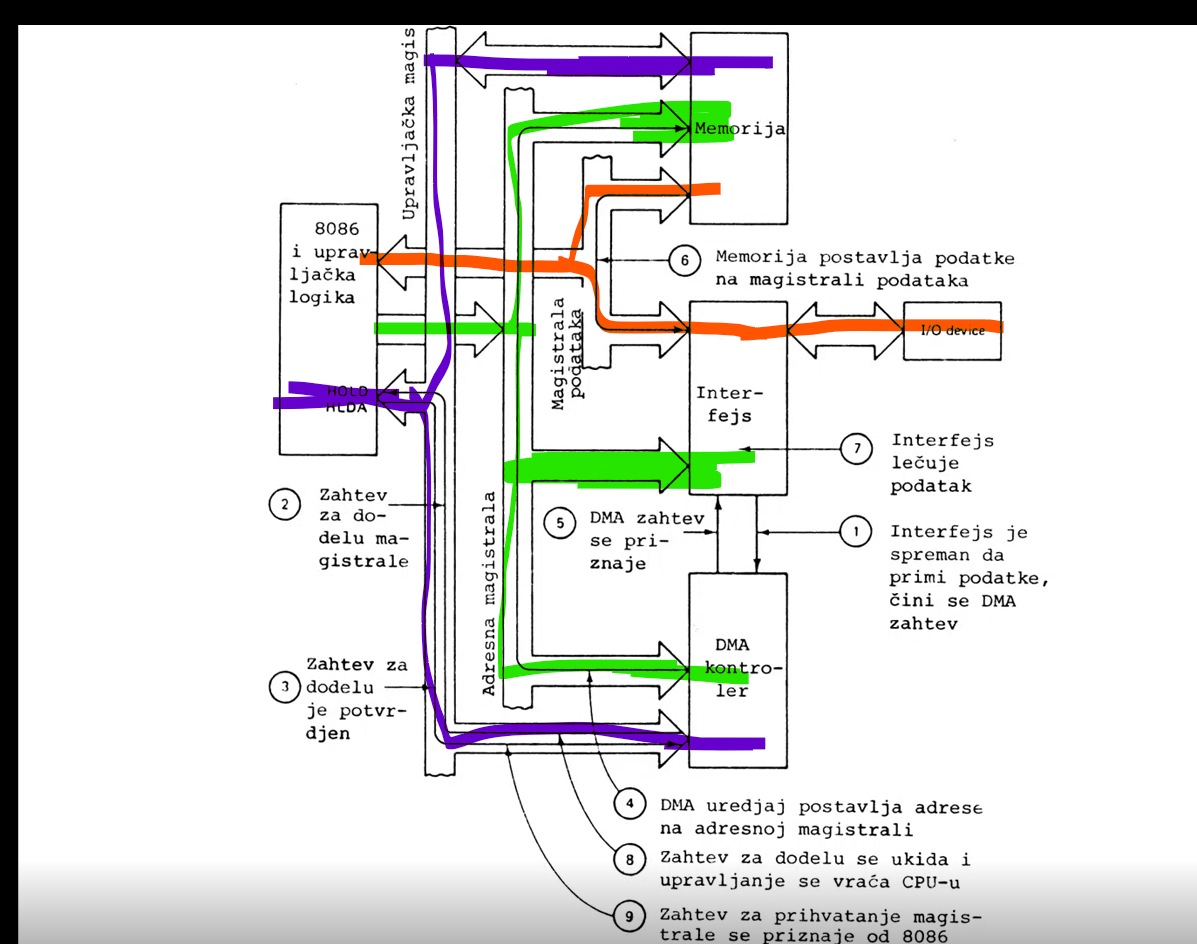 Upravljačka magis
Memorija
8086
i uprav
ljačka
logika
HOLD
HLDA
6
Memorija postavlja podatke
na magistrali podataka
Magistrala
podataka
I/O device
Inter-
fejs
7
Interfejs
lečuje
podatak
2
Zahtev
za do-
delu ma-
gistrale
Adresna magistrala
5
DMA zahtev
se pri-
znaje
1
Interfejs je
spreman da
primi podatke,
čini se DMA
zahtev
3
Zahtev za
dodelu
je potvr-
djen
DMA
kontro-
ler
4
DMA uredjaj postavlja adrese
na adresnoj magistrali
8
Zahtev za dodelu se ukida i
upravljanje se vraća CPU-u
9
Zahtev za prihvatanje magis-
trale se priznaje od 8086